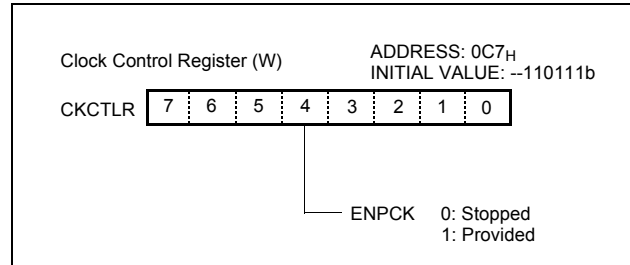 Clock Control Register (W)
ADDRESS: 0C7H
INITIAL VALUE: --110111b
CKCTLR 7 6 5 4 3 2 1 0
ENPCK 0: Stopped
1: Provided